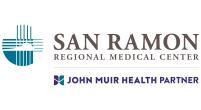 SAN RAMON
REGIONAL MEDICAL CENTER
JOHN MUIR HEALTH PARTNER